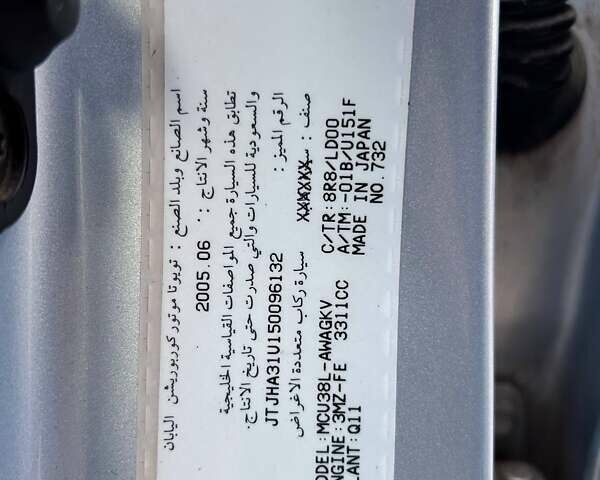 اسم الصانع وبلد الصنع : تويوتا موتور كوربوريشن اليابان
سنة وشهر الانتاج : 2005.06
تطابق هذه السيارة جميع المواصفات القياسية الخليجية
والسعودية للسيارات والتي صدرت حتى تاريخ الانتاج.
الرقم المميز : JTJHA31U150096132
صنف : سيارة ركاب متعددة الاغراض
C/TR:8R8/LD00
A/TM:-01B/U151F
MADE IN JAPAN
NO.732
ODEL:MCU38L-AWAGKV
NGINE:3MZ-FE 3311CC
LANT:Q11